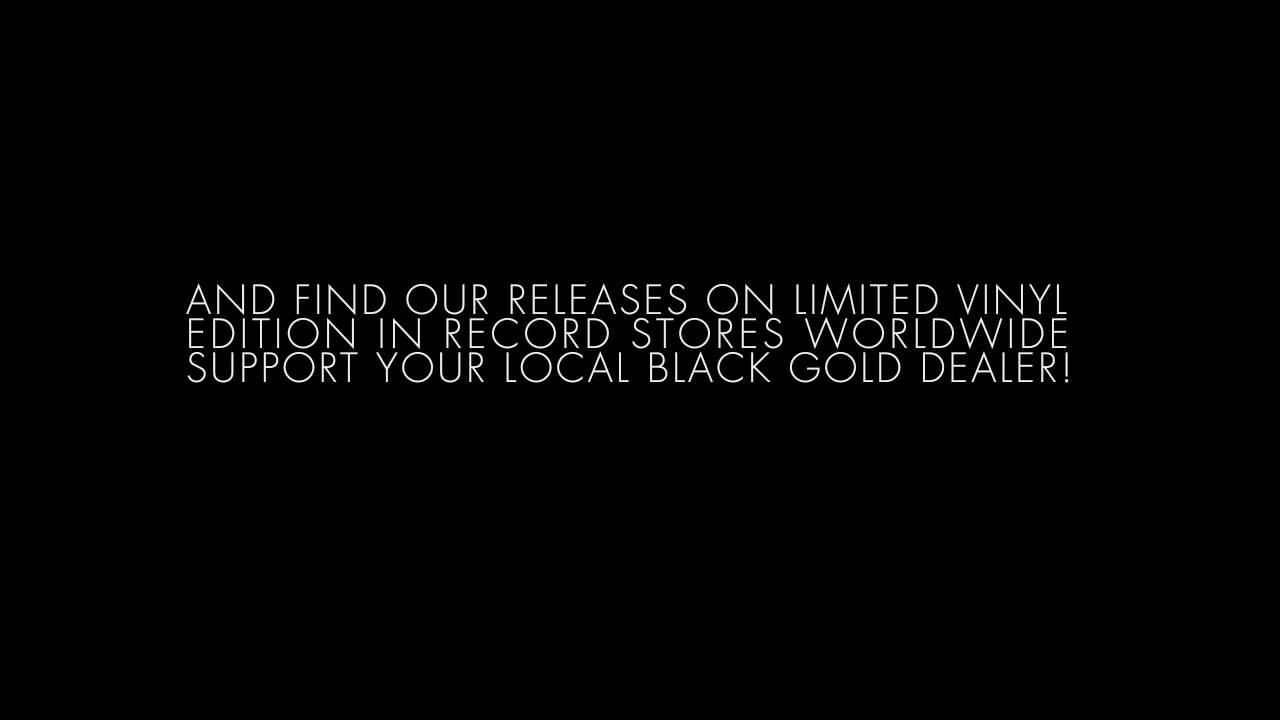 AND FIND OUR RELEASES ON LIMITED VINYL
EDITION IN RECORD STORES WORLDWIDE
SUPPORT YOUR LOCAL BLACK GOLD DEALER!